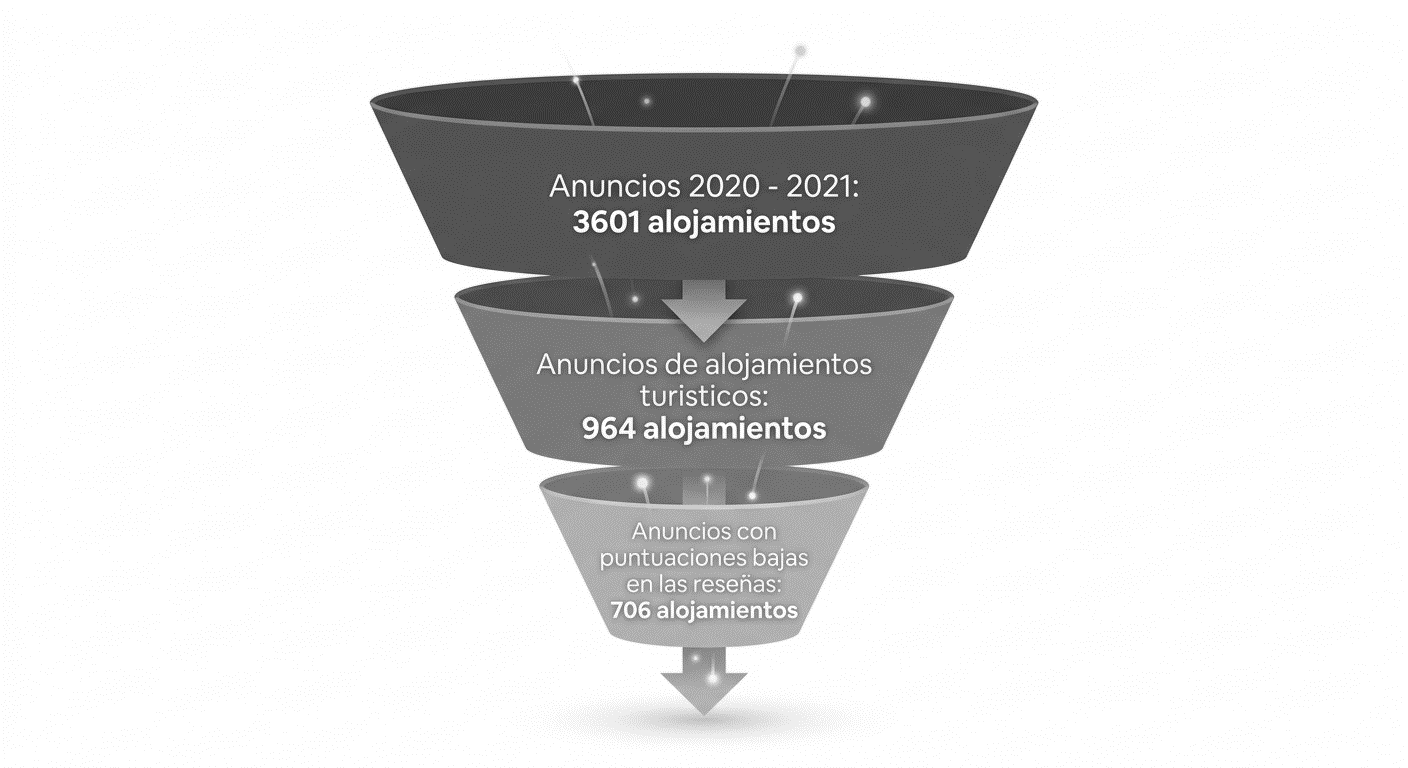 Anuncios 2020 - 2021:
3601 alojamientos
Anuncios de alojamientos
turisticos:
964 alojamientos
Anuncios con
puntuaciones bajas
en las reseñas:
706 alojamientos